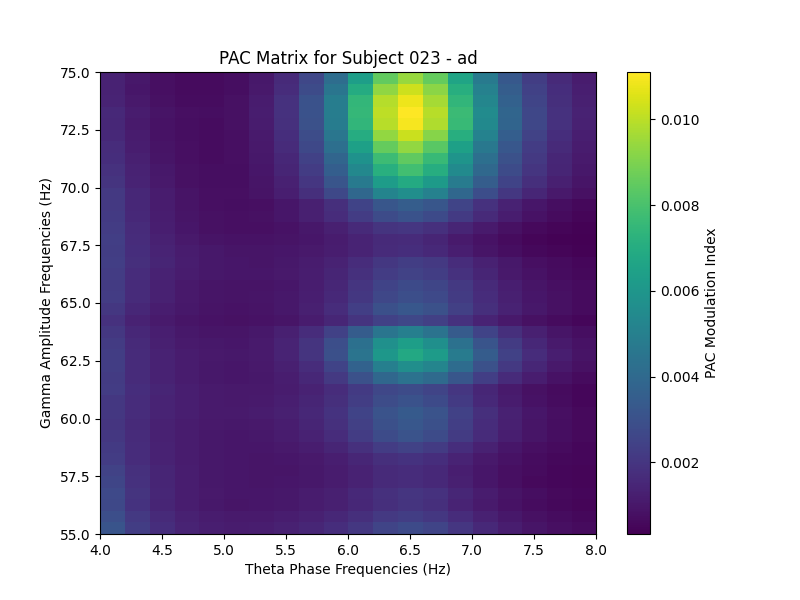 PAC Matrix for Subject 023 - ad
75.0
72.5
70.0
67.5
65.0
62.5
60.0
57.5
55.0
Gamma Amplitude Frequencies (Hz)
4.0 4.5 5.0 5.5 6.0 6.5 7.0 7.5 8.0
Theta Phase Frequencies (Hz)
0.010
0.008
0.006
0.004
0.002
PAC Modulation Index